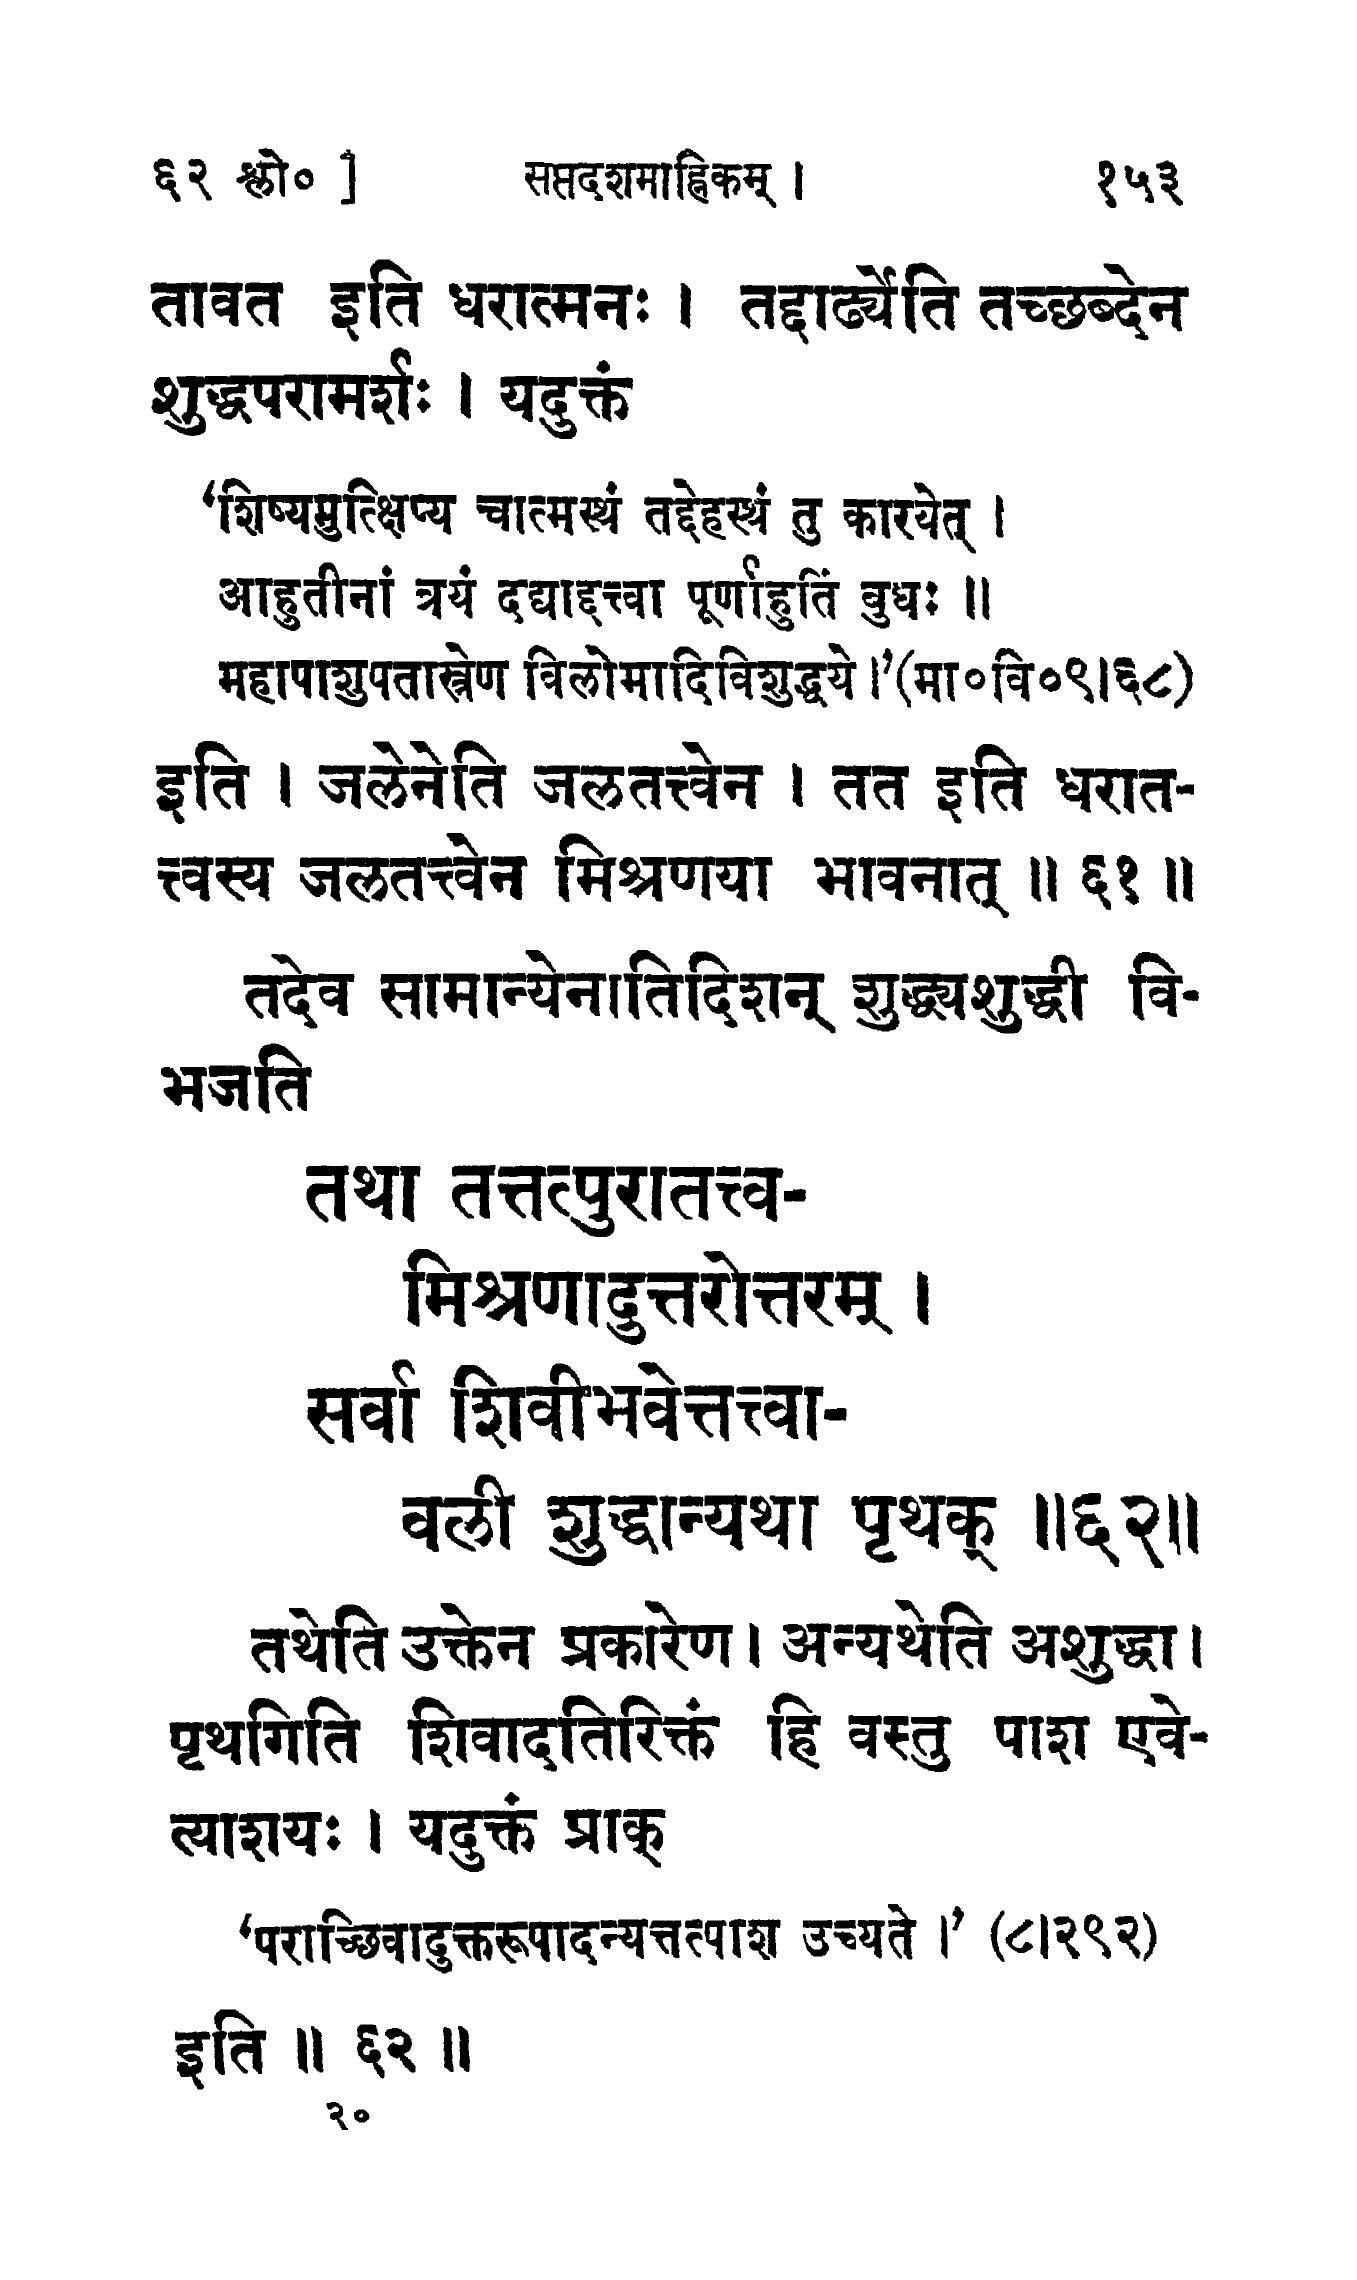 ६२ श्लो० ] सप्तदशमाह्निकम् । १५३
तावत इति धरात्मनः । तद्दार्ढ्येति तच्छब्देन
शुद्धपरामर्शः । यदुक्तं
‘शिष्यमुत्क्षिप्य चात्मस्थं तद्देहस्थं तु कारयेत् ।
आहुतीनां त्रयं दद्याद्दत्त्वा पूर्णाहुतिं बुधः ॥
महापाशुपतास्त्रेण विलोमादिविशुद्धये ।’ (मा०वि०९।६८)
इति । जलेनेति जलतत्त्वेन । तत इति धरात-
त्त्वस्य जलतत्त्वेन मिश्रणया भावनात् ॥ ६१ ॥
तदेव सामान्येनातिदिशन् शुद्ध्यशुद्धी वि-
भजति
तथा तत्तत्पुरातत्त्व-
मिश्रणादुत्तरोत्तरम् ।
सर्वा शिवीभवेत्तत्त्वा-
वली शुद्धान्यथा पृथक् ॥६२॥
तथेति उक्तेन प्रकारेण । अन्यथेति अशुद्धा ।
पृथगिति शिवादतिरिक्तं हि वस्तु पाश एवे-
त्याशयः । यदुक्तं प्राक्
‘पराच्छिवादुक्तरूपादन्यत्तत्पाश उच्यते ।’ (८।२९२)
इति ॥ ६२ ॥
२०